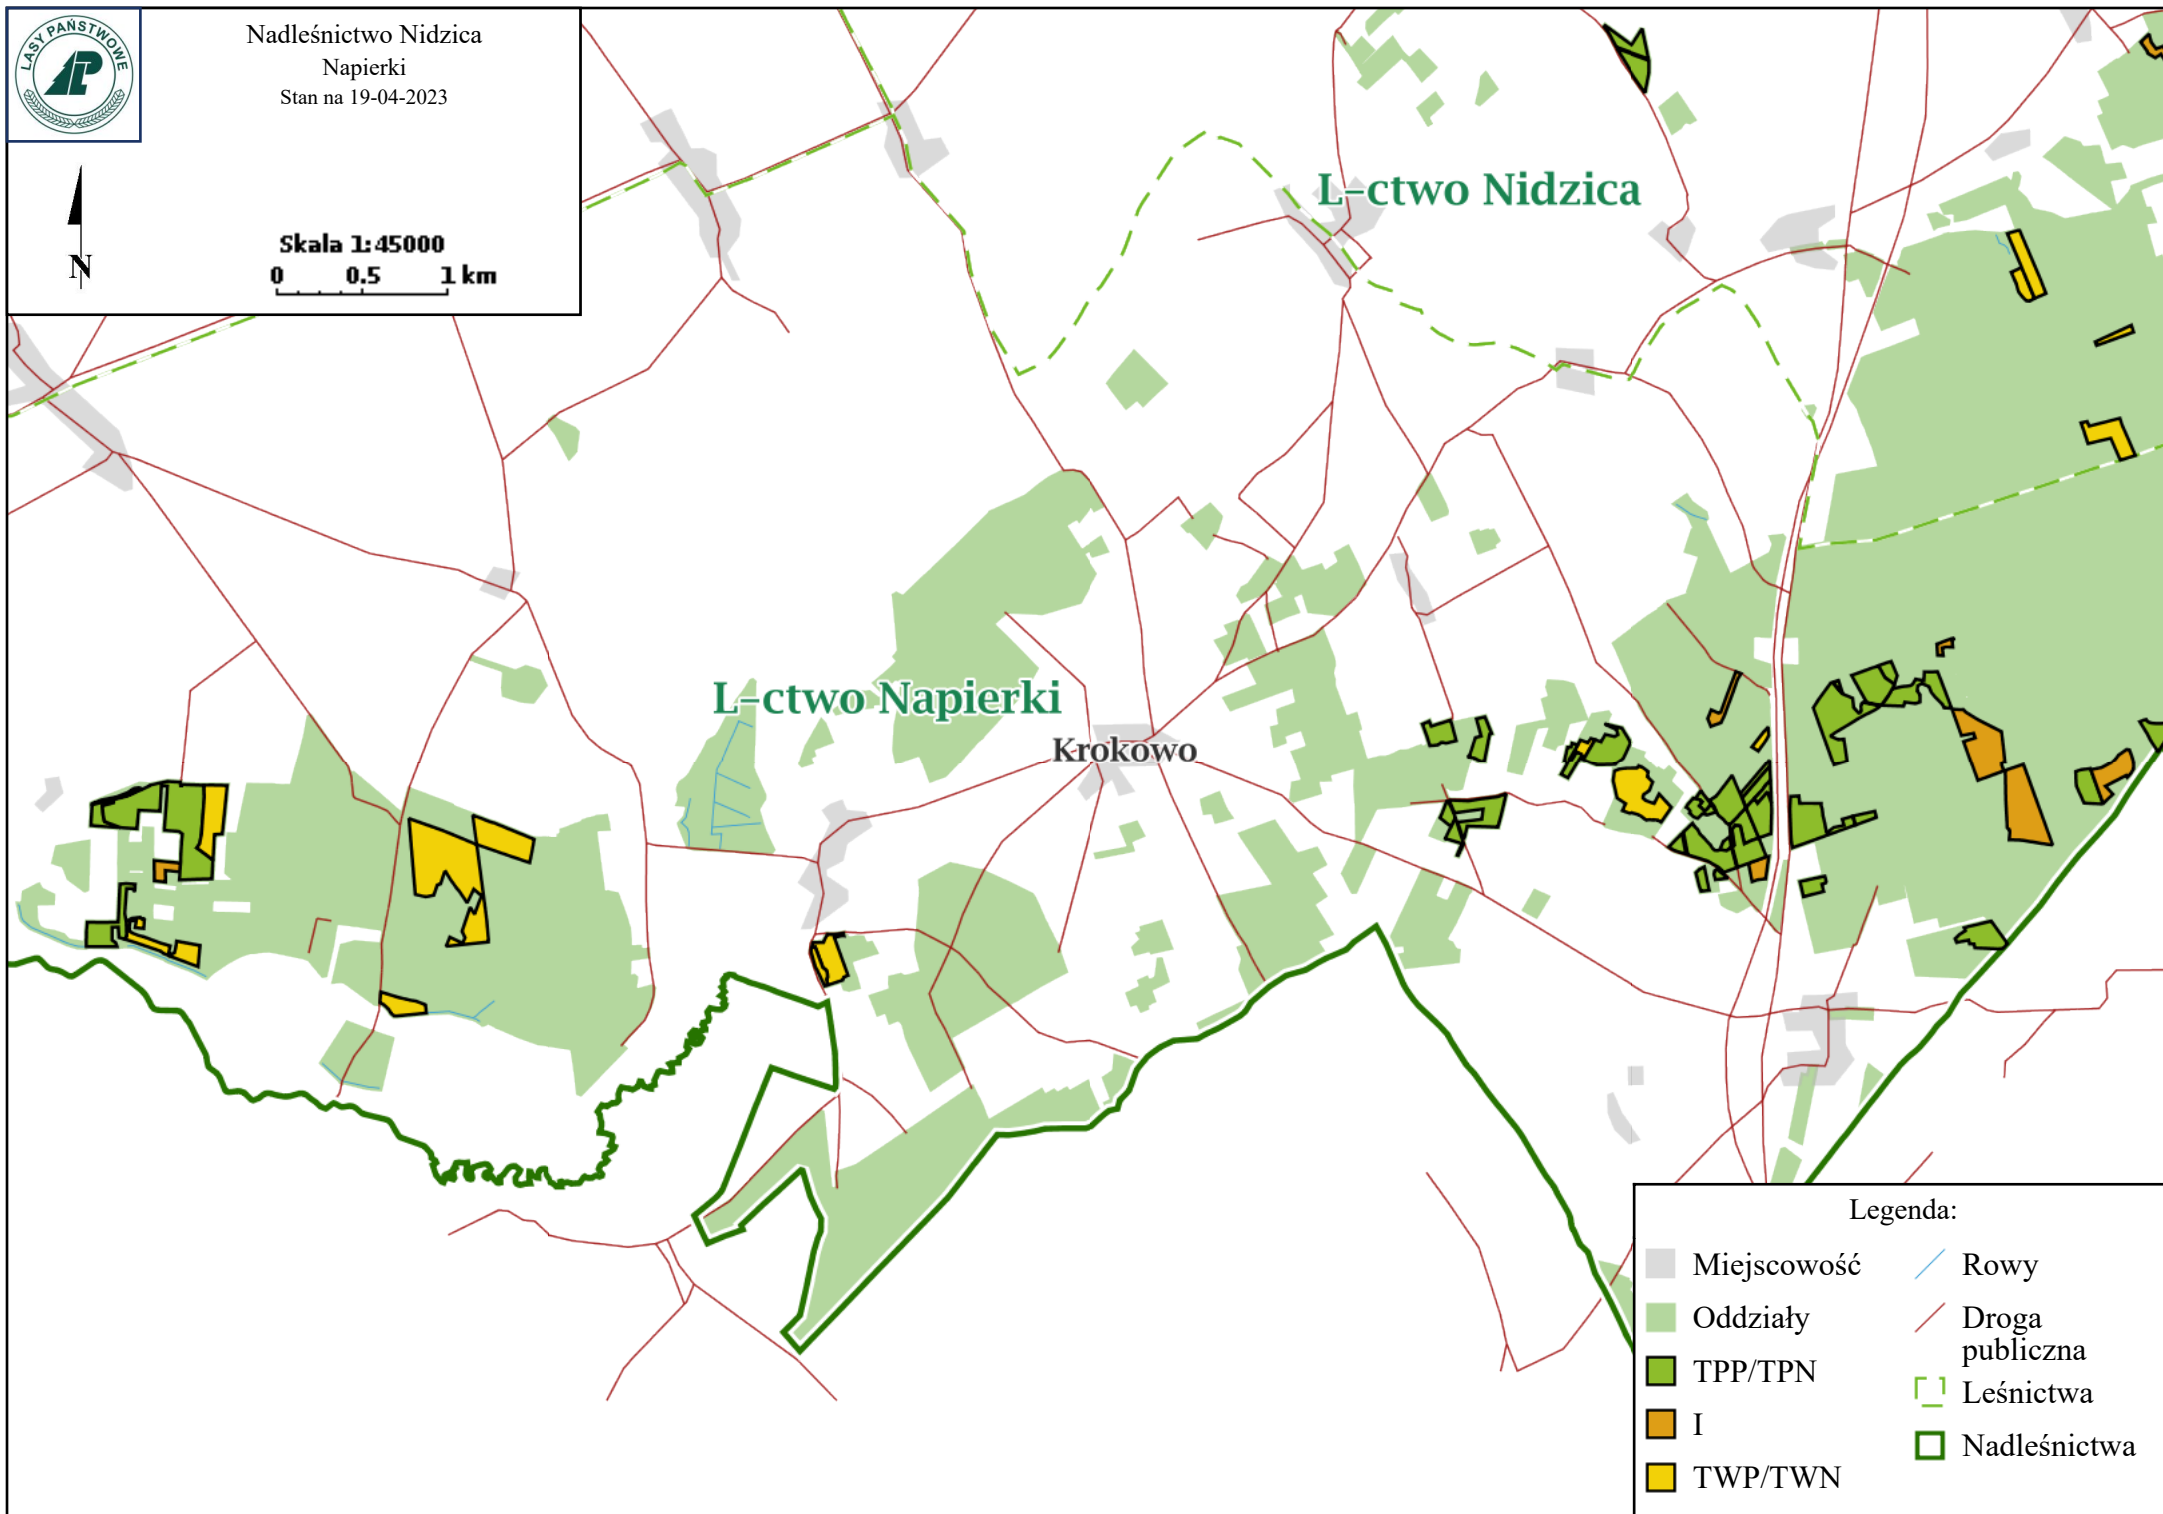 LASY PAŃSTWOWE
Nadleśnictwo Nidzica
Napierki
Stan na 19-04-2023
N
Skala 1:45000
0 0.5 1 km
L-ctwo Nidzica
L-ctwo Napierki
Krokowo
Legenda:
Miejscowość
Oddziały
TPP/TPN
I
TWP/TWN
Rowy
Droga
publiczna
Leśnictwa
Nadleśnictwa